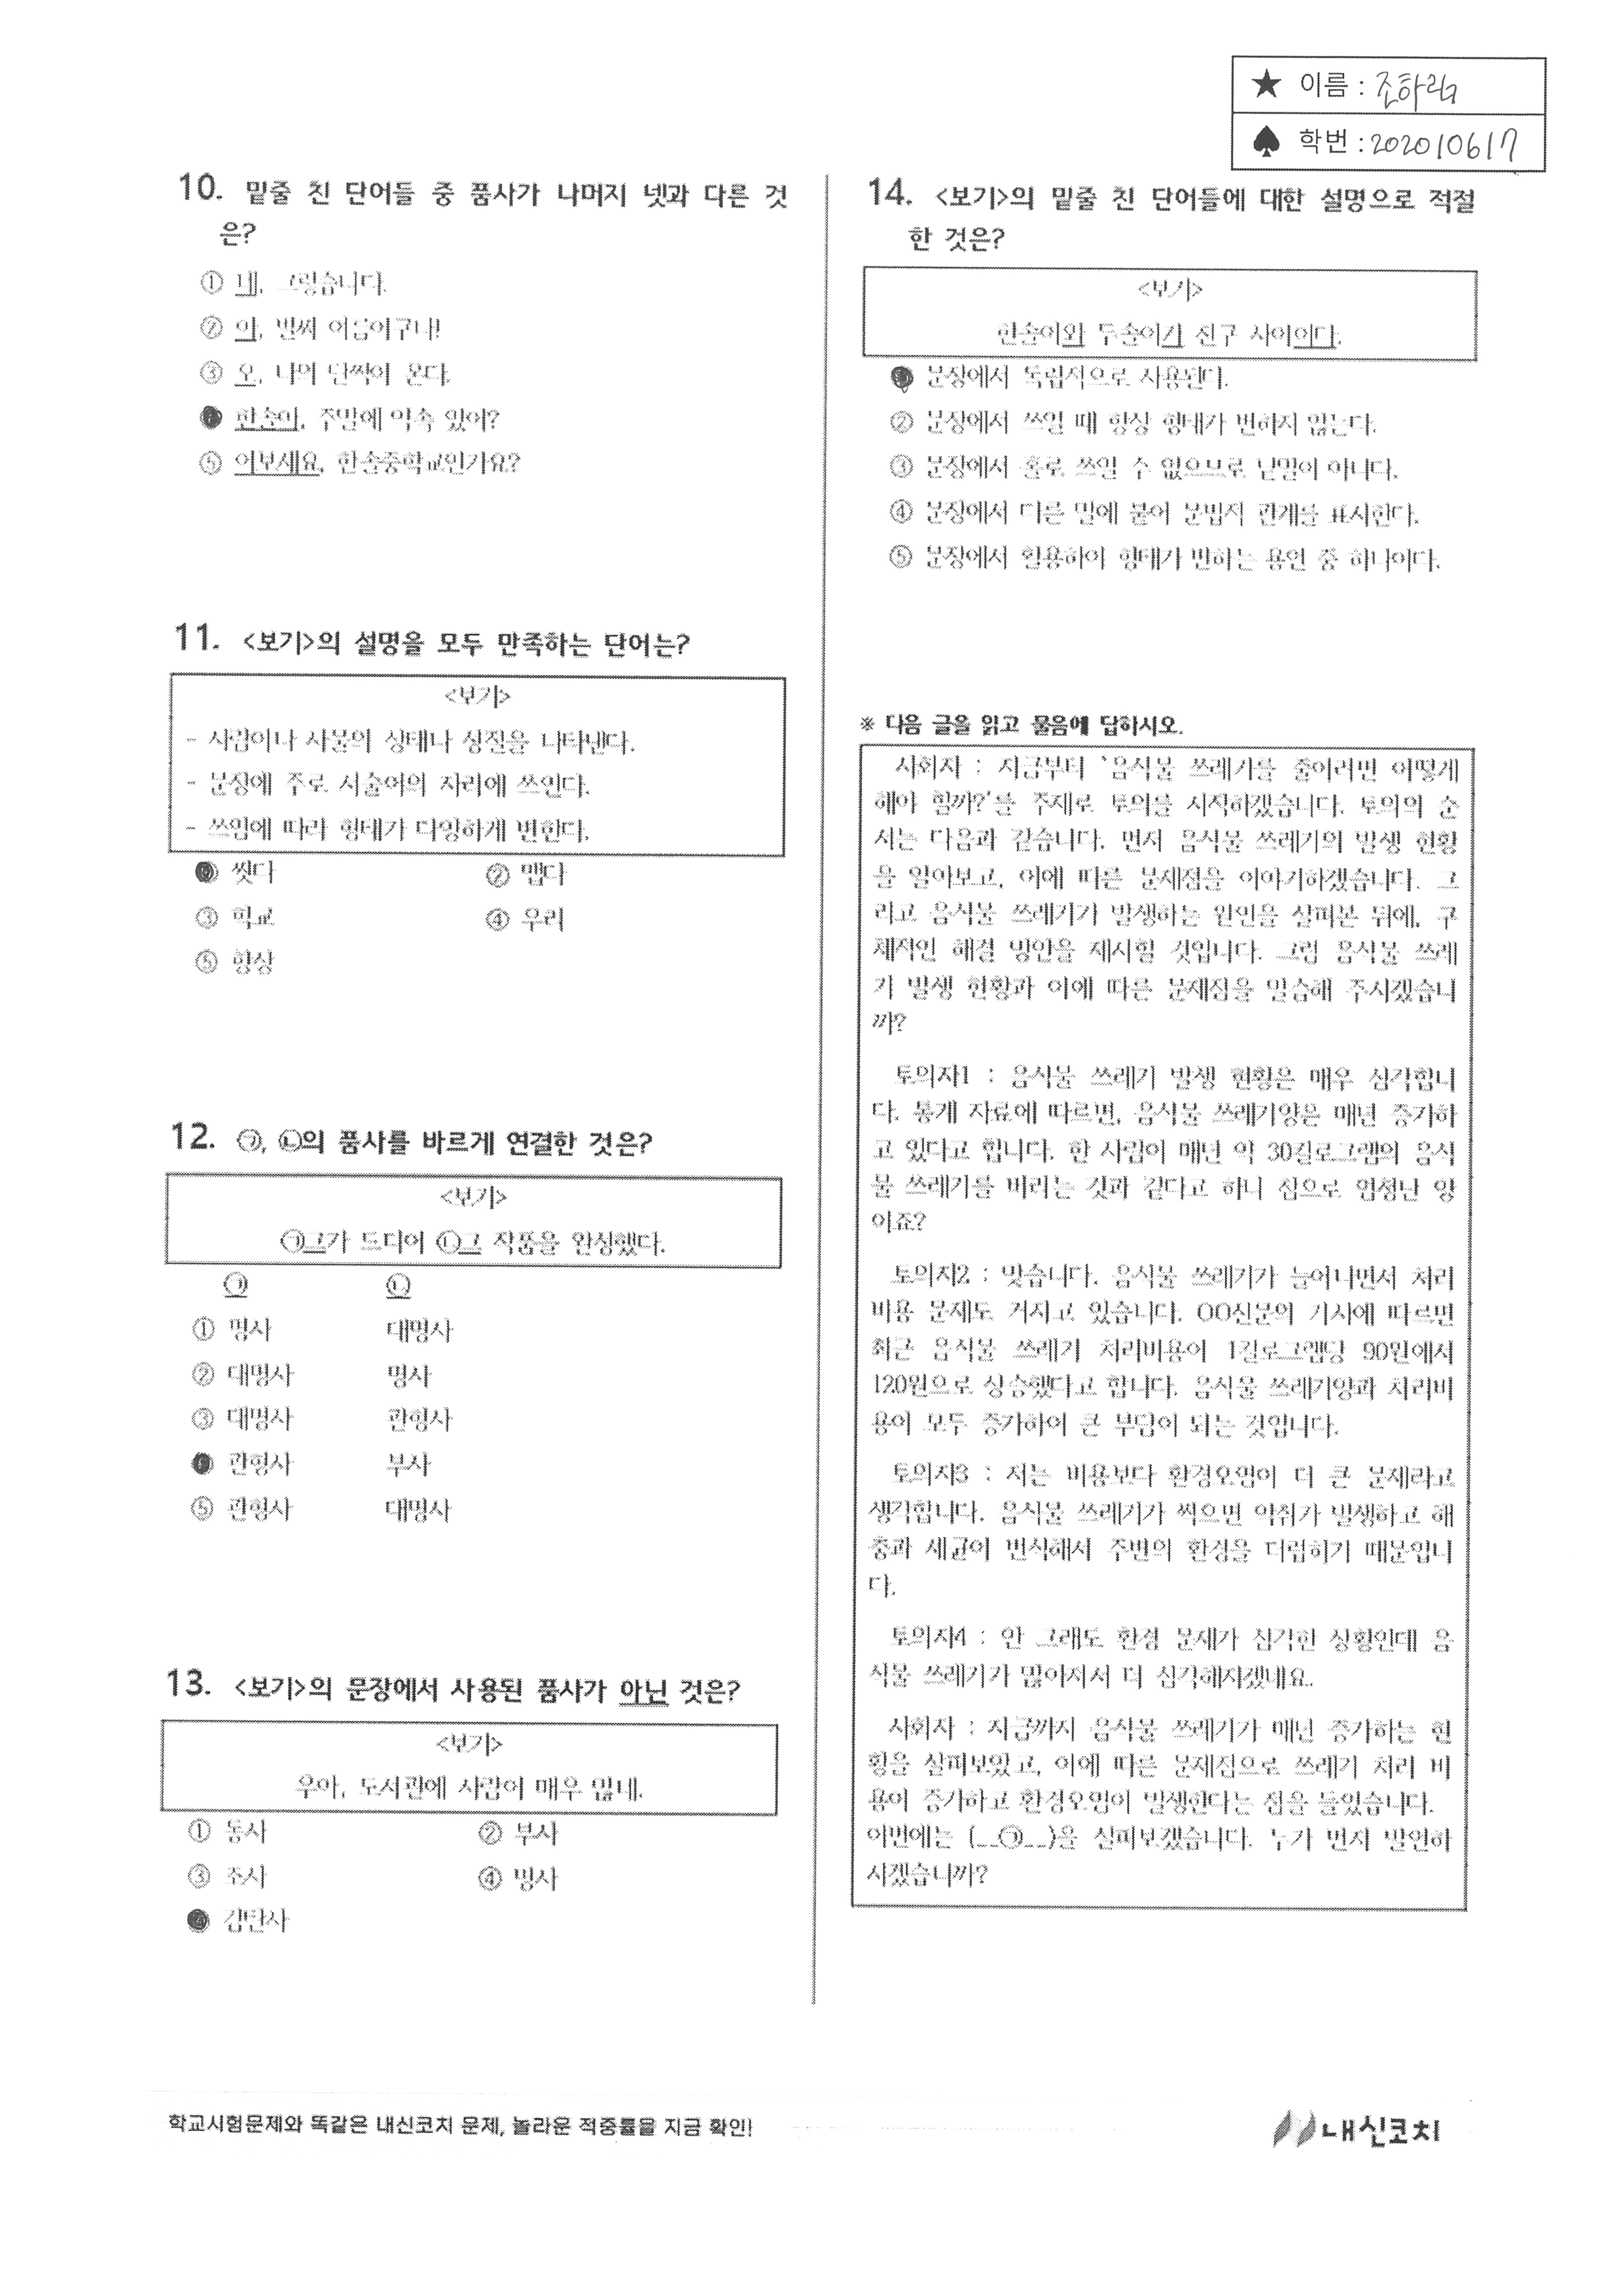 ★ 이름 :
♠ 학번 : 202010617
10. 밑줄 친 단어들 중 품사가 나머지 넷과 다른 것
은?
① 네, 그렇습니다.
② 아, 벌써 여름이구나!
③ 오, 나의 단짝이 온다.
한솔아, 주말에 약속 있어?
⑤ 여보세요, 한솔중학교인가요?
11. <보기>의 설명을 모두 만족하는 단어는?
<보기>
- 사람이나 사물의 상태나 성질을 나타낸다.
- 문장에 주로 서술어의 자리에 쓰인다.
- 쓰임에 따라 형태가 다양하게 변한다.
씻다
② 맵다
③ 학교
④ 우리
⑤ 항상
12. ㉠, ㉡의 품사를 바르게 연결한 것은?
<보기>
㉠그가 드디어 ㉡그 작품을 완성했다.
㉠ ㉡
① 명사 대명사
② 대명사 명사
③ 대명사 관형사
관형사 부사
⑤ 관형사 대명사
13. <보기>의 문장에서 사용된 품사가 아닌 것은?
<보기>
우아, 도서관에 사람이 매우 많네.
① 동사
② 부사
③ 조사
④ 명사
감탄사
14. <보기>의 밑줄 친 단어들에 대한 설명으로 적절
한 것은?
<보기>
한솔이와 두솔이가 친구 사이이다.
문장에서 독립적으로 사용된다.
② 문장에서 쓰일 때 항상 형태가 변하지 않는다.
③ 문장에서 홀로 쓰일 수 없으므로 낱말이 아니다.
④ 문장에서 다른 말에 붙어 문법적 관계를 표시한다.
⑤ 문장에서 활용하여 형태가 변하는 용언 중 하나이다.
※ 다음 글을 읽고 물음에 답하시오.
사회자 : 지금부터 '음식물 쓰레기를 줄이려면 어떻게
해야 할까?'를 주제로 토의를 시작하겠습니다. 토의의 순
서는 다음과 같습니다. 먼저 음식물 쓰레기의 발생 현황
을 알아보고, 이에 따른 문제점을 이야기하겠습니다. 그
리고 음식물 쓰레기가 발생하는 원인을 살펴본 뒤에, 구
체적인 해결 방안을 제시할 것입니다. 그럼 음식물 쓰레
기 발생 현황과 이에 따른 문제점을 말씀해 주시겠습니
까?
토의자1 : 음식물 쓰레기 발생 현황은 매우 심각합니
다. 통계 자료에 따르면, 음식물 쓰레기양은 매년 증가하
고 있다고 합니다. 한 사람이 매년 약 30킬로그램의 음식
물 쓰레기를 버리는 것과 같다고 하니 참으로 엄청난 양
이죠?
토의자2 : 맞습니다. 음식물 쓰레기가 늘어나면서 처리
비용 문제도 커지고 있습니다. OO신문의 기사에 따르면
최근 음식물 쓰레기 처리비용이 1킬로그램당 90원에서
120원으로 상승했다고 합니다. 음식물 쓰레기양과 처리비
용이 모두 증가하여 큰 부담이 되는 것입니다.
토의자3 : 저는 비용보다 환경오염이 더 큰 문제라고
생각합니다. 음식물 쓰레기가 썩으면 악취가 발생하고 해
충과 세균이 번식해서 주변의 환경을 더럽히기 때문입니
다.
토의자4 : 안 그래도 환경 문제가 심각한 상황인데 음
식물 쓰레기가 많아져서 더 심각해지겠네요.
사회자 : 지금까지 음식물 쓰레기가 매년 증가하는 현
황을 살펴보았고, 이에 따른 문제점으로 쓰레기 처리 비
용이 증가하고 환경오염이 발생한다는 점을 들었습니다.
이번에는 (__㉠__)을 살펴보겠습니다. 누가 먼저 발언하
시겠습니까?
학교시험문제와 똑같은 내신코치 문제, 놀라운 적중률을 지금 확인!
내신코치